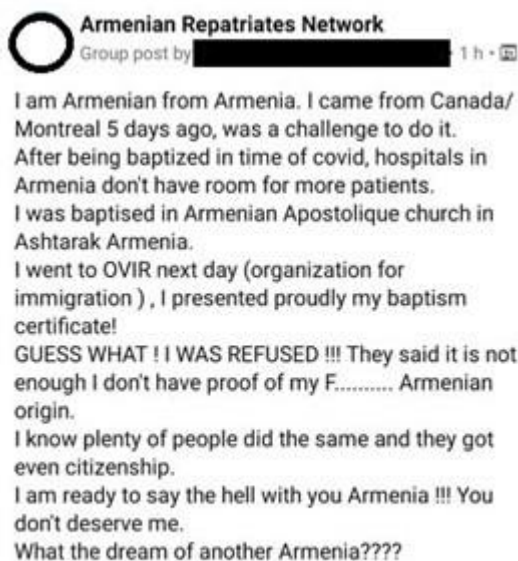 Armenian Repatriates Network
Group post by
1 h ·
I am Armenian from Armenia. I came from Canada/
Montreal 5 days ago, was a challenge to do it.
After being baptized in time of covid, hospitals in
Armenia don't have room for more patients.
I was baptised in Armenian Apostolique church in
Ashtarak Armenia.
I went to OVIR next day (organization for
immigration ) , I presented proudly my baptism
certificate!
GUESS WHAT ! I WAS REFUSED !!! They said it is not
enough I don't have proof of my F.......... Armenian
origin.
I know plenty of people did the same and they got
even citizenship.
I am ready to say the hell with you Armenia !!! You
don't deserve me.
What the dream of another Armenia????